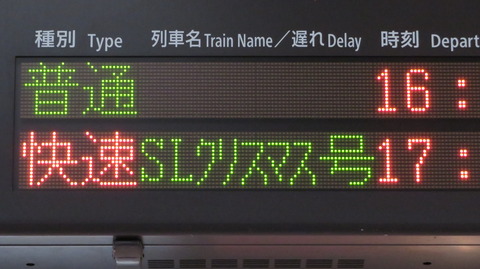 種別 Type 列車名 Train Name／遅れ Delay 時刻 Depart
普通 16:
快速 SLクリスマス号 17: